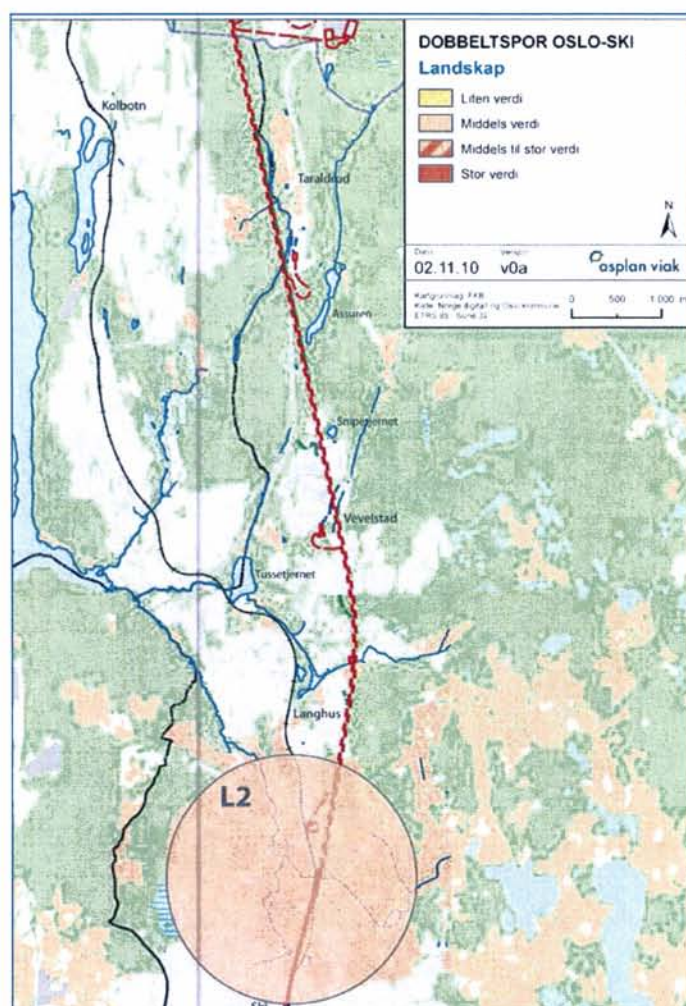 DOBBELTSPOR OSLO-SKI
Landskap
Liten verdi
Middels verdi
Middels til stor verdi
Stor verdi
N
02.11.10 v0a asplan viak
0 500 1 000 m
Kolbotn
Taraldrud
Assuren
Snipetjernet
Vevelstad
Tussetjernet
Langhus
L2